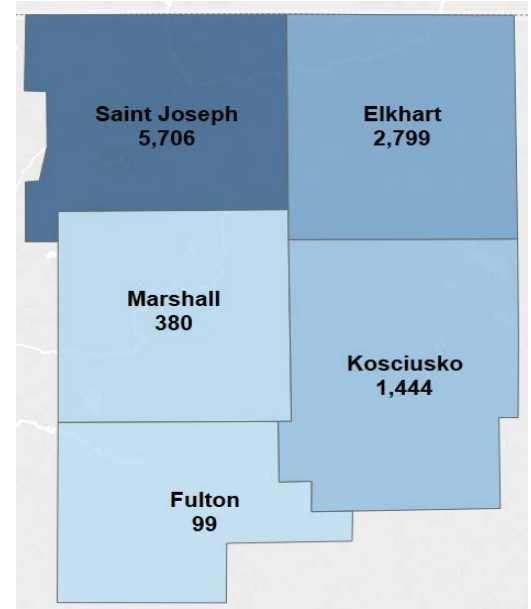 Saint Joseph
5,706
Elkhart
2,799
Marshall
380
Kosciusko
1,444
Fulton
99